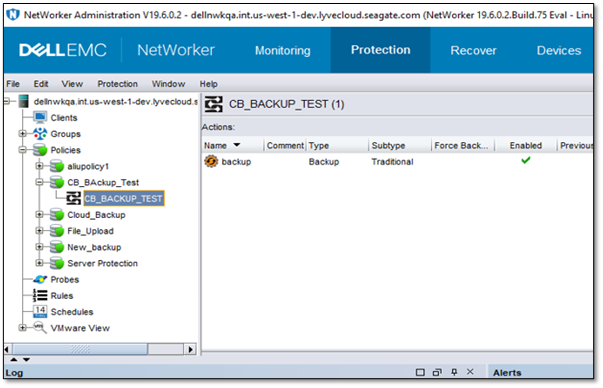 NetWorker Administration V19.6.0.2 - dellnwkqa.int.us-west-1-dev.lyvecloud.seagate.com (NetWorker 19.6.0.2.Build.75 Eval - Linu
DELLEMC NetWorker Monitoring Protection Recover Devices
File Edit View Protection Window Help
dellnwkqa.int.us-west-1-dev.lyvecloud.s
Clients
Groups
Policies
aliupolicy1
CB_BAckup_Test
CB_BACKUP_TEST
Cloud_Backup
File_Upload
New_backup
Server Protection
Probes
Rules
14
Schedules
VMware View
CB_BACKUP_TEST (1)
Actions:
Name Comment Type Subtype Force Back... Enabled Previou
backup Backup Traditional
Log
Alerts